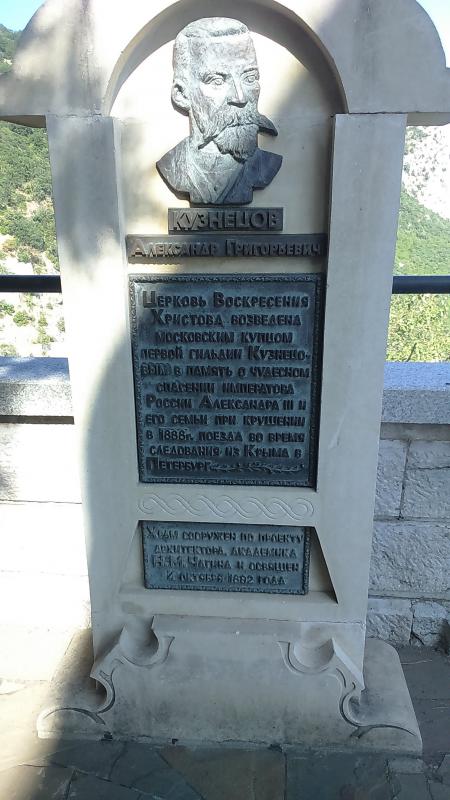 КУЗНЕЦОВ
АЛЕКСАНДР ГРИГОРЬЕВИЧ
ЦЕРКОВЬ ВОСКРЕСЕНИЯ
ХРИСТОВА ВОЗВЕДЕНА
МОСКОВСКИМ КУПЦОМ
ПЕРВОЙ ГИЛЬДИИ КУЗНЕЦО-
ВЫМ В ПАМЯТЬ О ЧУДЕСНОМ
СПАСЕНИИ ИМПЕРАТОРА
РОССИИ АЛЕКСАНДРА III И
ЕГО СЕМЬИ ПРИ КРУШЕНИИ
В 1888г. ПОЕЗДА ВО ВРЕМЯ
СЛЕДОВАНИЯ ИЗ КРЫМА В
ПЕТЕРБУРГ
ХРАМ СООРУЖЕН ПО ПРОЕКТУ
АРХИТЕКТОРА, АКАДЕМИКА
Н.М. ЧАГИНА И ОСВЯЩЕН
4 ОКТЯБРЯ 1892 ГОДА